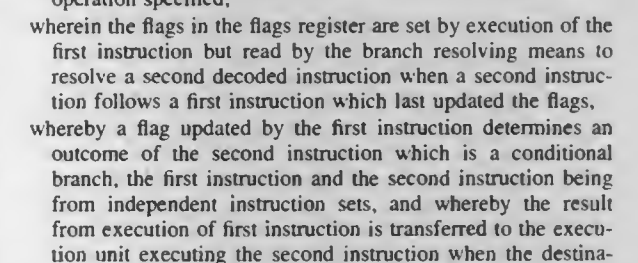 operation specified,
wherein the flags in the flags register are set by execution of the
first instruction but read by the branch resolving means to
resolve a second decoded instruction when a second instruc-
tion follows a first instruction which last updated the flags,
whereby a flag updated by the first instruction determines an
outcome of the second instruction which is a conditional
branch, the first instruction and the second instruction being
from independent instruction sets, and whereby the result
from execution of first instruction is transferred to the execu-
tion unit executing the second instruction when the destina-